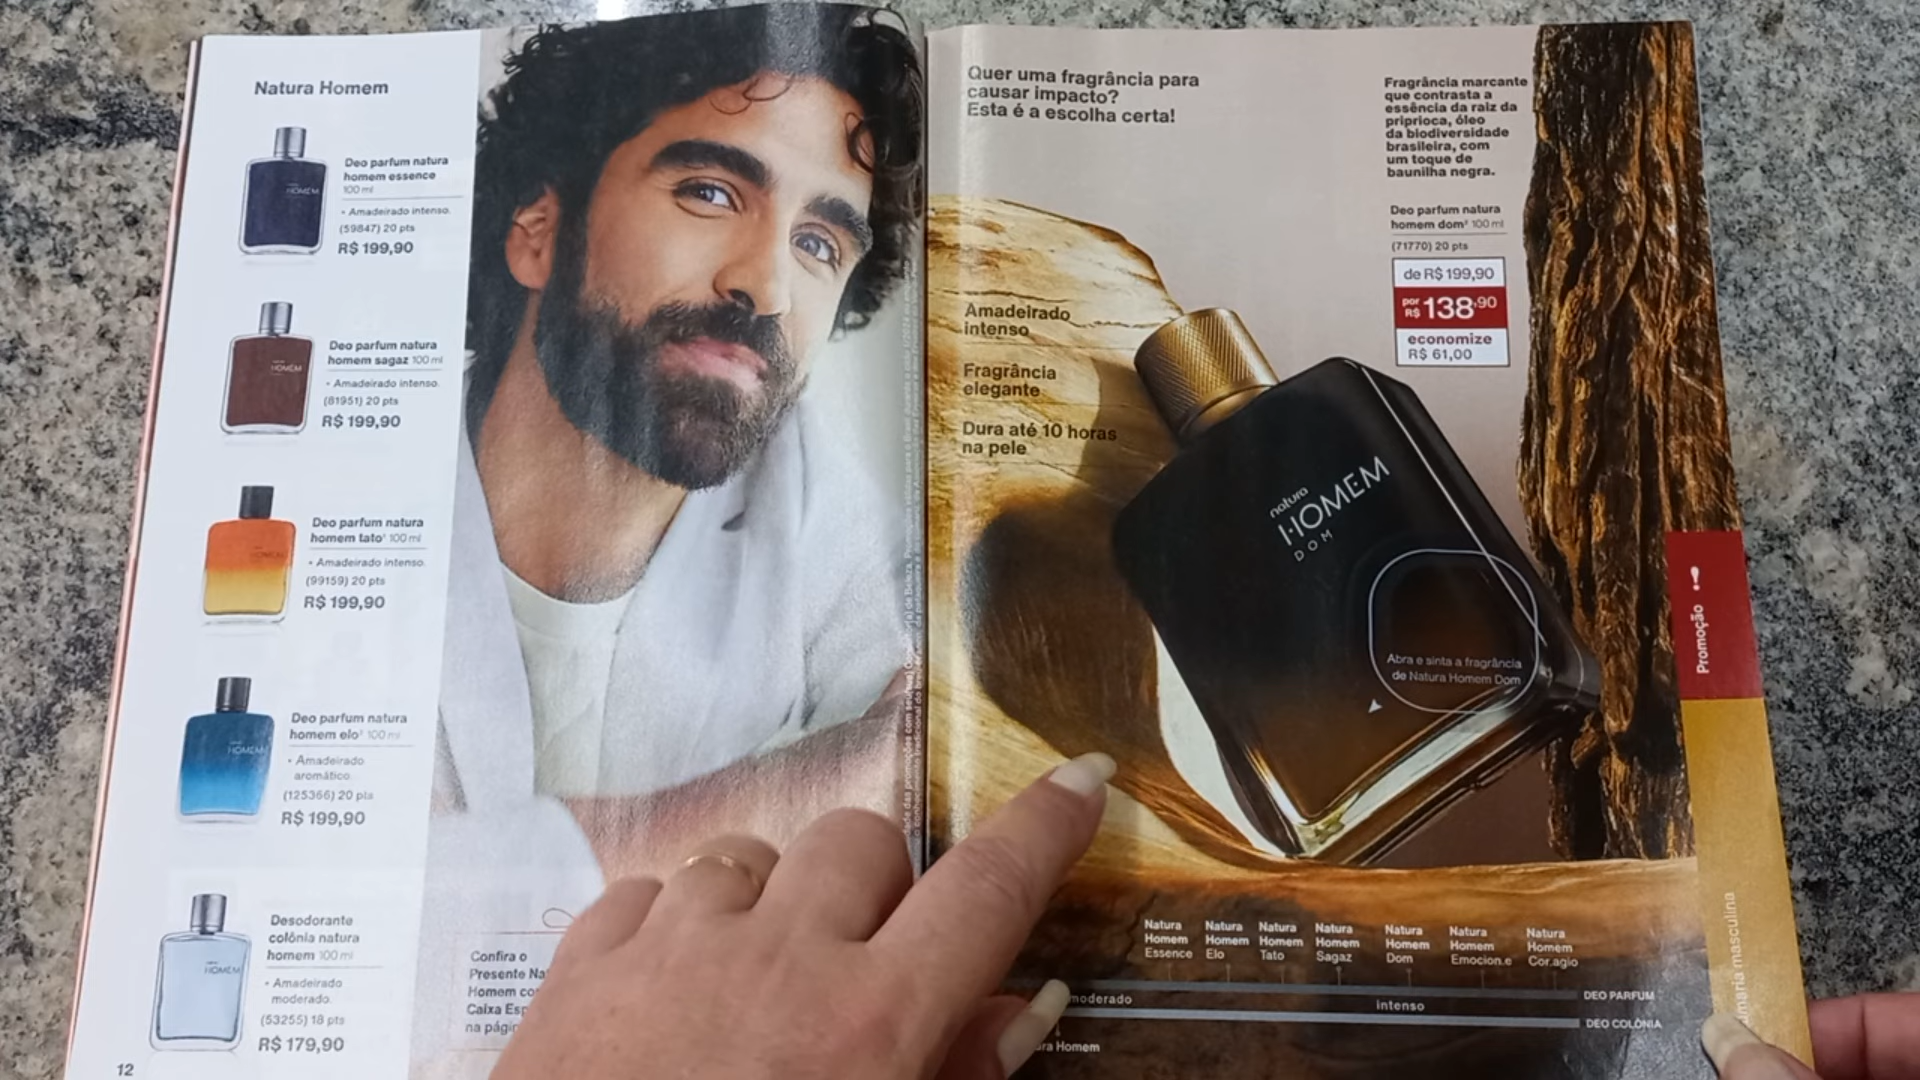 Natura Homem
Deo parfum natura
homem essence
100 ml
• Amadeirado intenso.
(59847) 20 pts
R$ 199,90
HOMEM
Deo parfum natura
homem sagaz 100 ml
• Amadeirado intenso.
(81951) 20 pts
R$ 199,90
HOMEM
Deo parfum natura
homem tato¹ 100 ml
• Amadeirado intenso.
(99159) 20 pts
R$ 199,90
HOMEM
Deo parfum natura
homem elo² 100 ml
• Amadeirado
aromático.
(125366) 20 pts
R$ 199,90
HOMEM
Desodorante
colônia natura
homem 100 ml
• Amadeirado
moderado.
(53255) 18 pts
R$ 179,90
HOMEM
12
Confira o
Presente
Homem
Caixa
na
Quer uma fragrância para
causar impacto?
Esta é a escolha certa!
Fragrância marcante
que contrasta a
essência da raiz da
priprioca, óleo
da biodiversidade
brasileira, com
um toque de
baunilha negra.
Deo parfum natura
homem dom² 100 ml
(71770) 20 pts
de R$ 199,90
por R$ 138,90
economize
R$ 61,00
Amadeirado
intenso
Fragrância
elegante
Dura até 10 horas
na pele
natura
HOMEM
DOM
Abra e sinta a fragrância
de Natura Homem Dom
Promoção
masculina
Natura Homem Essence
Natura Homem Elo
Natura Homem Tato
Natura Homem Sagaz
Natura Homem Dom
Natura Homem Emocion.e
Natura Homem Cor.agio
moderado
intenso
DEO PARFUM
DEO COLÔNIA
Homem